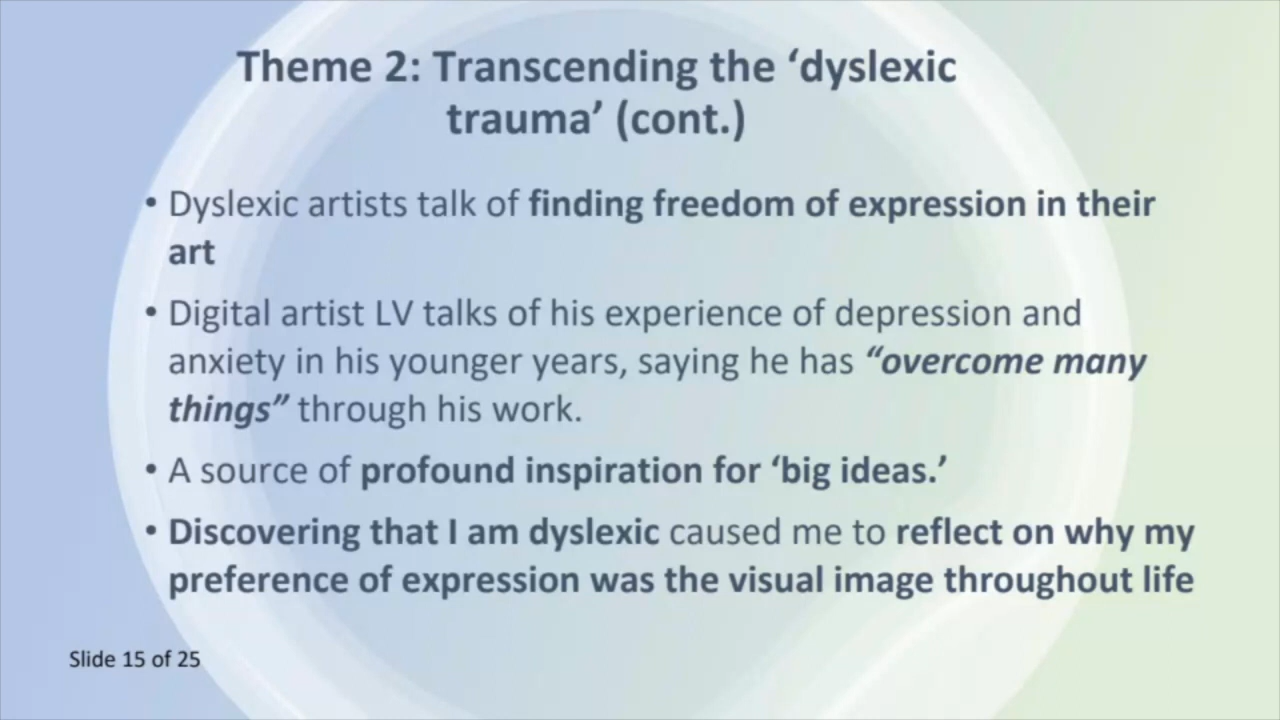 Theme 2: Transcending the ‘dyslexic
trauma’ (cont.)
• Dyslexic artists talk of finding freedom of expression in their
art
• Digital artist LV talks of his experience of depression and
anxiety in his younger years, saying he has “overcome many
things” through his work.
• A source of profound inspiration for ‘big ideas.’
• Discovering that I am dyslexic caused me to reflect on why my
preference of expression was the visual image throughout life
Slide 15 of 25